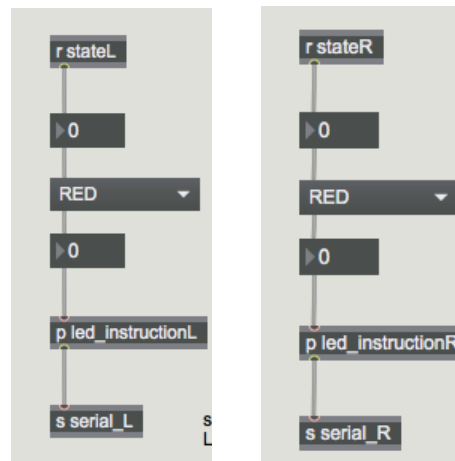 r stateL
0
RED
0
p led_instructionL
s serial_L
s
L
r stateR
0
RED
0
p led_instructionR
s serial_R